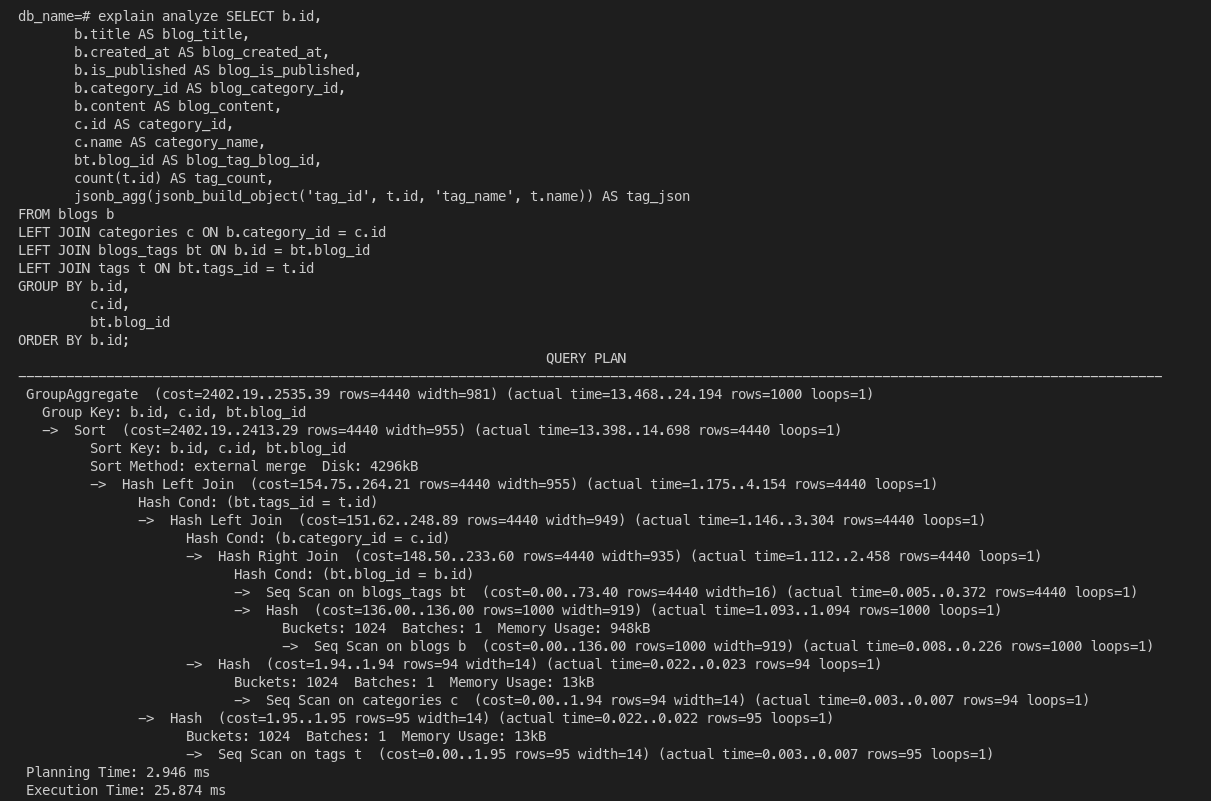 db_name=# explain analyze SELECT b.id,
       b.title AS blog_title,
       b.created_at AS blog_created_at,
       b.is_published AS blog_is_published,
       b.category_id AS blog_category_id,
       b.content AS blog_content,
       c.id AS category_id,
       c.name AS category_name,
       bt.blog_id AS blog_tag_blog_id,
       count(t.id) AS tag_count,
       jsonb_agg(jsonb_build_object('tag_id', t.id, 'tag_name', t.name)) AS tag_json
FROM blogs b
LEFT JOIN categories c ON b.category_id = c.id
LEFT JOIN blogs_tags bt ON b.id = bt.blog_id
LEFT JOIN tags t ON bt.tags_id = t.id
GROUP BY b.id,
         c.id,
         bt.blog_id
ORDER BY b.id;
                                                                  QUERY PLAN
-----------------------------------------------------------------------------------------------------------------------------------------------
 GroupAggregate  (cost=2402.19..2535.39 rows=4440 width=981) (actual time=13.468..24.194 rows=1000 loops=1)
   Group Key: b.id, c.id, bt.blog_id
   ->  Sort  (cost=2402.19..2413.29 rows=4440 width=955) (actual time=13.398..14.698 rows=4440 loops=1)
         Sort Key: b.id, c.id, bt.blog_id
         Sort Method: external merge  Disk: 4296kB
         ->  Hash Left Join  (cost=154.75..264.21 rows=4440 width=955) (actual time=1.175..4.154 rows=4440 loops=1)
               Hash Cond: (bt.tags_id = t.id)
               ->  Hash Left Join  (cost=151.62..248.89 rows=4440 width=949) (actual time=1.146..3.304 rows=4440 loops=1)
                     Hash Cond: (b.category_id = c.id)
                     ->  Hash Right Join  (cost=148.50..233.60 rows=4440 width=935) (actual time=1.112..2.458 rows=4440 loops=1)
                           Hash Cond: (bt.blog_id = b.id)
                           ->  Seq Scan on blogs_tags bt  (cost=0.00..73.40 rows=4440 width=16) (actual time=0.005..0.372 rows=4440 loops=1)
                           ->  Hash  (cost=136.00..136.00 rows=1000 width=919) (actual time=1.093..1.094 rows=1000 loops=1)
                                 Buckets: 1024  Batches: 1  Memory Usage: 948kB
                                 ->  Seq Scan on blogs b  (cost=0.00..136.00 rows=1000 width=919) (actual time=0.008..0.226 rows=1000 loops=1)
                     ->  Hash  (cost=1.94..1.94 rows=94 width=14) (actual time=0.022..0.023 rows=94 loops=1)
                           Buckets: 1024  Batches: 1  Memory Usage: 13kB
                           ->  Seq Scan on categories c  (cost=0.00..1.94 rows=94 width=14) (actual time=0.003..0.007 rows=94 loops=1)
               ->  Hash  (cost=1.95..1.95 rows=95 width=14) (actual time=0.022..0.022 rows=95 loops=1)
                     Buckets: 1024  Batches: 1  Memory Usage: 13kB
                     ->  Seq Scan on tags t  (cost=0.00..1.95 rows=95 width=14) (actual time=0.003..0.007 rows=95 loops=1)
 Planning Time: 2.946 ms
 Execution Time: 25.874 ms